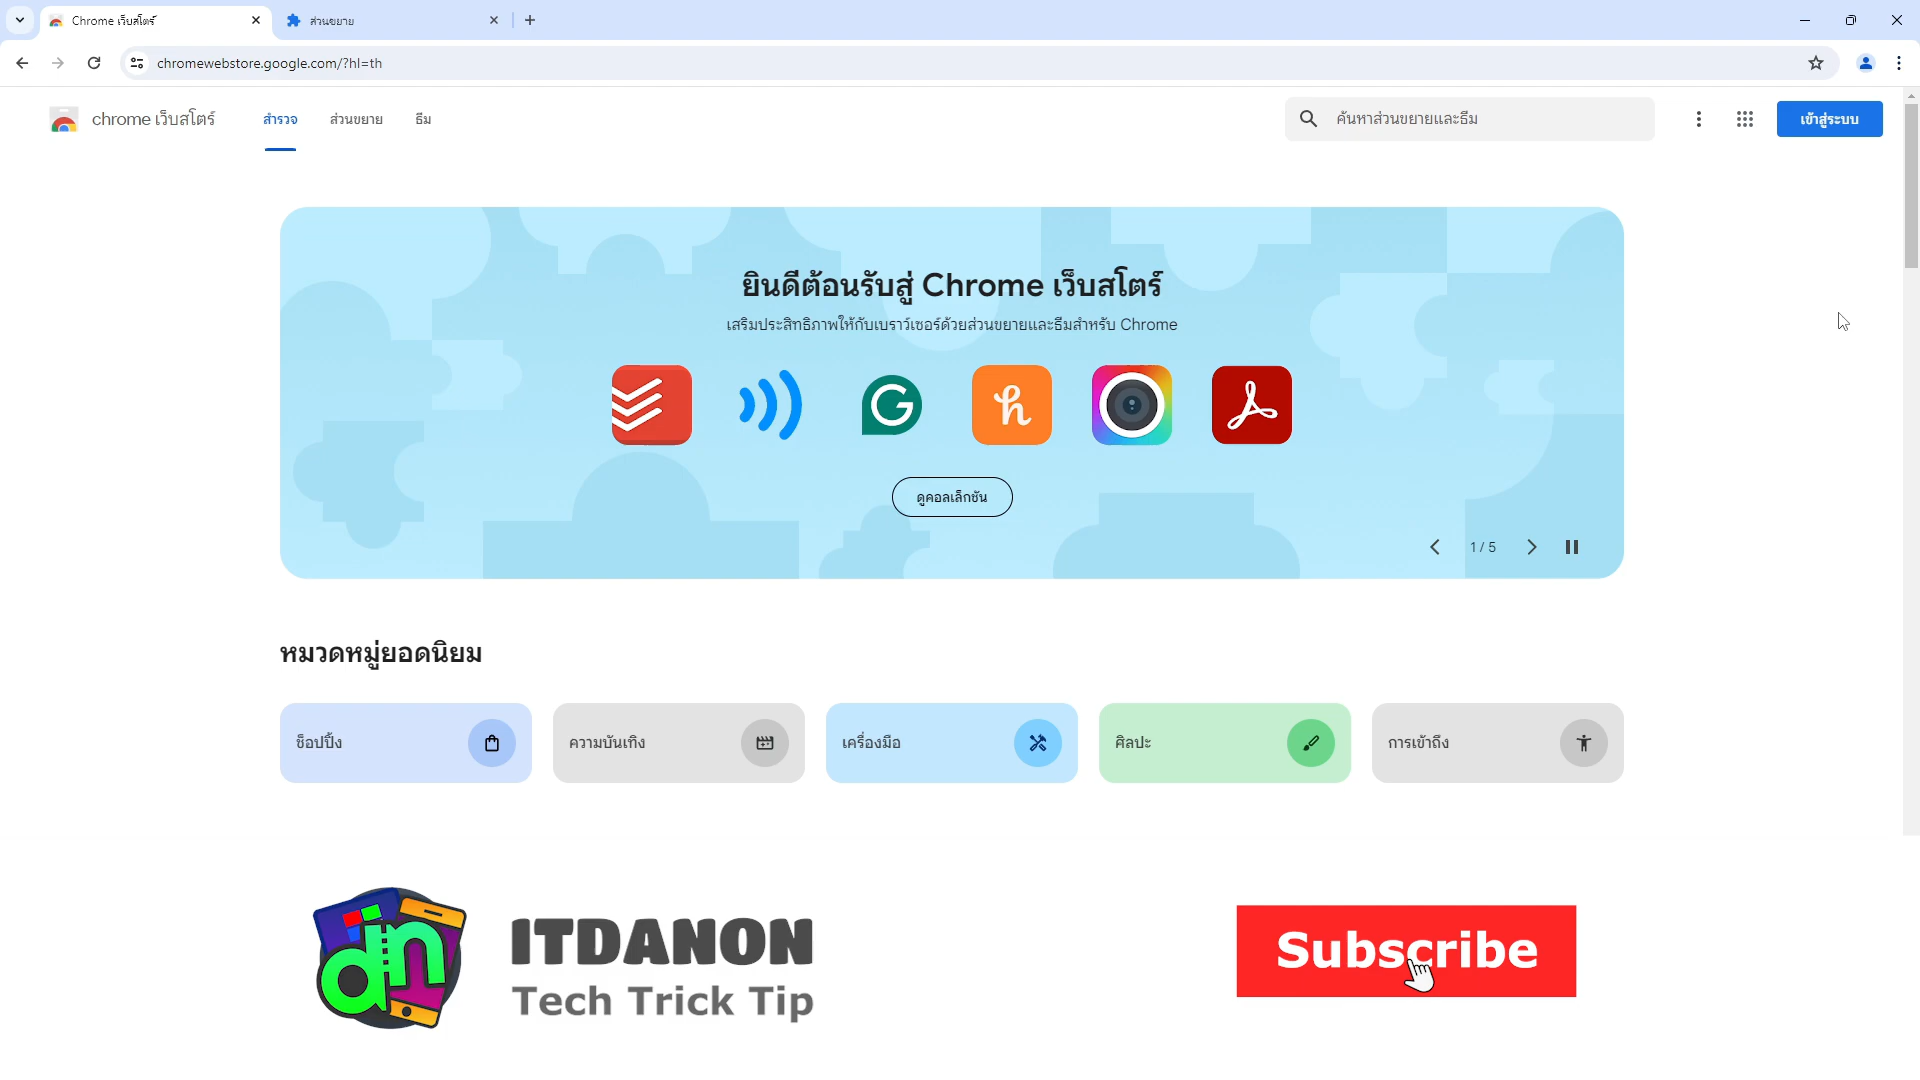 Chrome เว็บสโตร์
ส่วนขยาย
chromewebstore.google.com/?hl=th
chrome เว็บสโตร์
สำรวจ
ส่วนขยาย
ธีม
ค้นหาส่วนขยายและธีม
เข้าสู่ระบบ
ยินดีต้อนรับสู่ Chrome เว็บสโตร์
เสริมประสิทธิภาพให้กับเบราว์เซอร์ด้วยส่วนขยายและธีมสำหรับ Chrome
ดูคอลเล็กชัน
1 / 5
หมวดหมู่ยอดนิยม
ช็อปปิ้ง
ความบันเทิง
เครื่องมือ
ศิลปะ
การเข้าถึง
dn
ITDANON
Tech Trick Tip
Subscribe